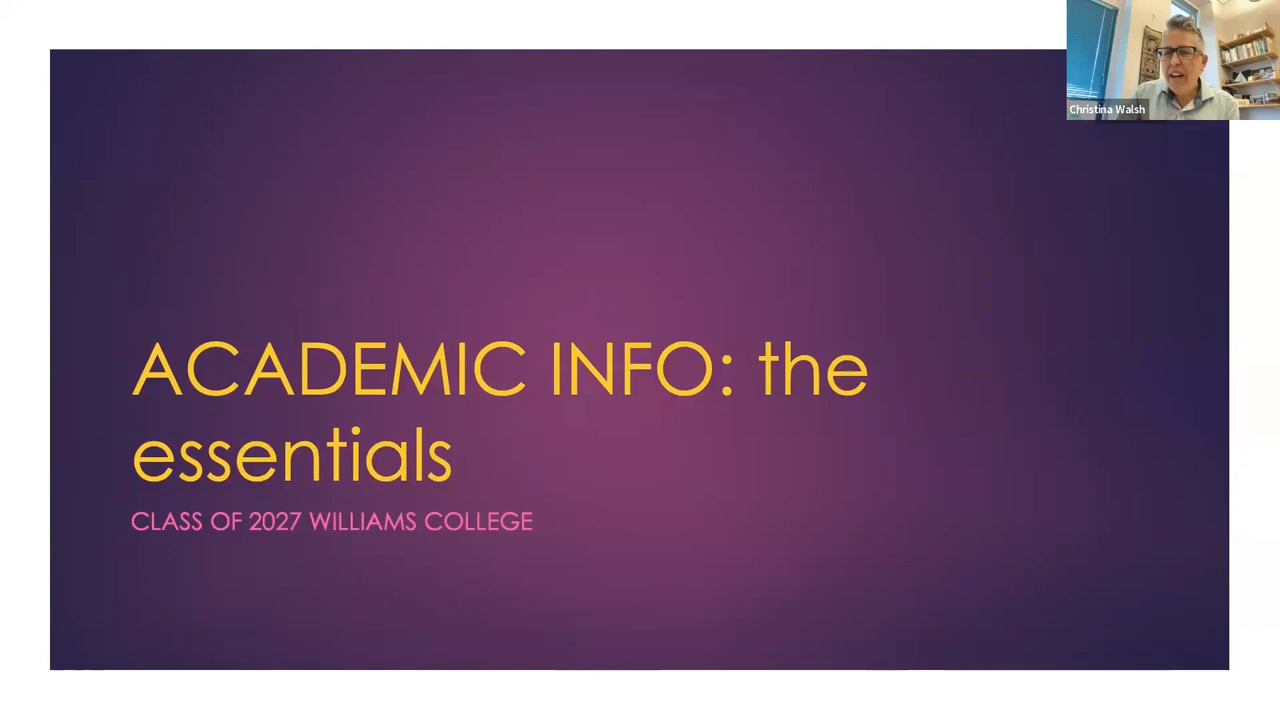 Christina Walsh
ACADEMIC INFO: the
essentials
CLASS OF 2027 WILLIAMS COLLEGE